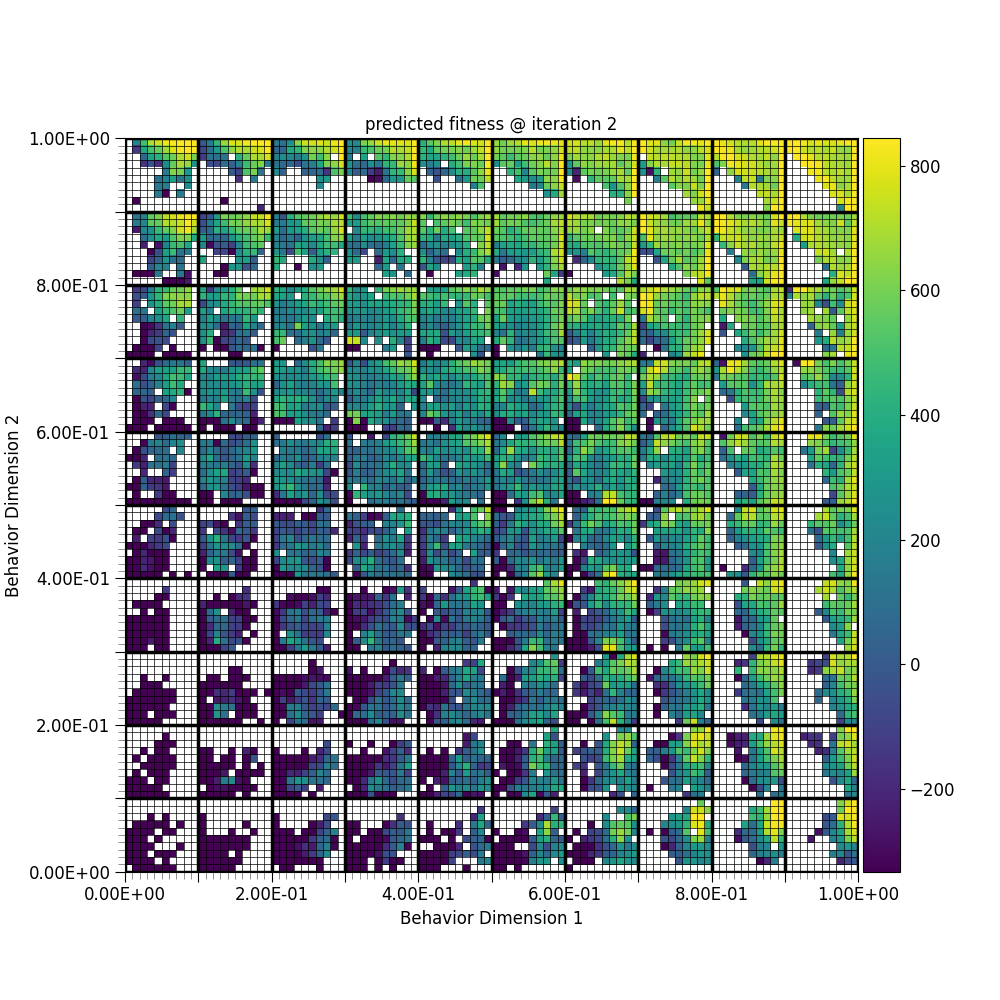 predicted fitness @ iteration 2
1.00E+00
8.00E-01
6.00E-01
4.00E-01
2.00E-01
0.00E+00
Behavior Dimension 2
0.00E+00 2.00E-01 4.00E-01 6.00E-01 8.00E-01 1.00E+00
Behavior Dimension 1
800
600
400
200
0
−200